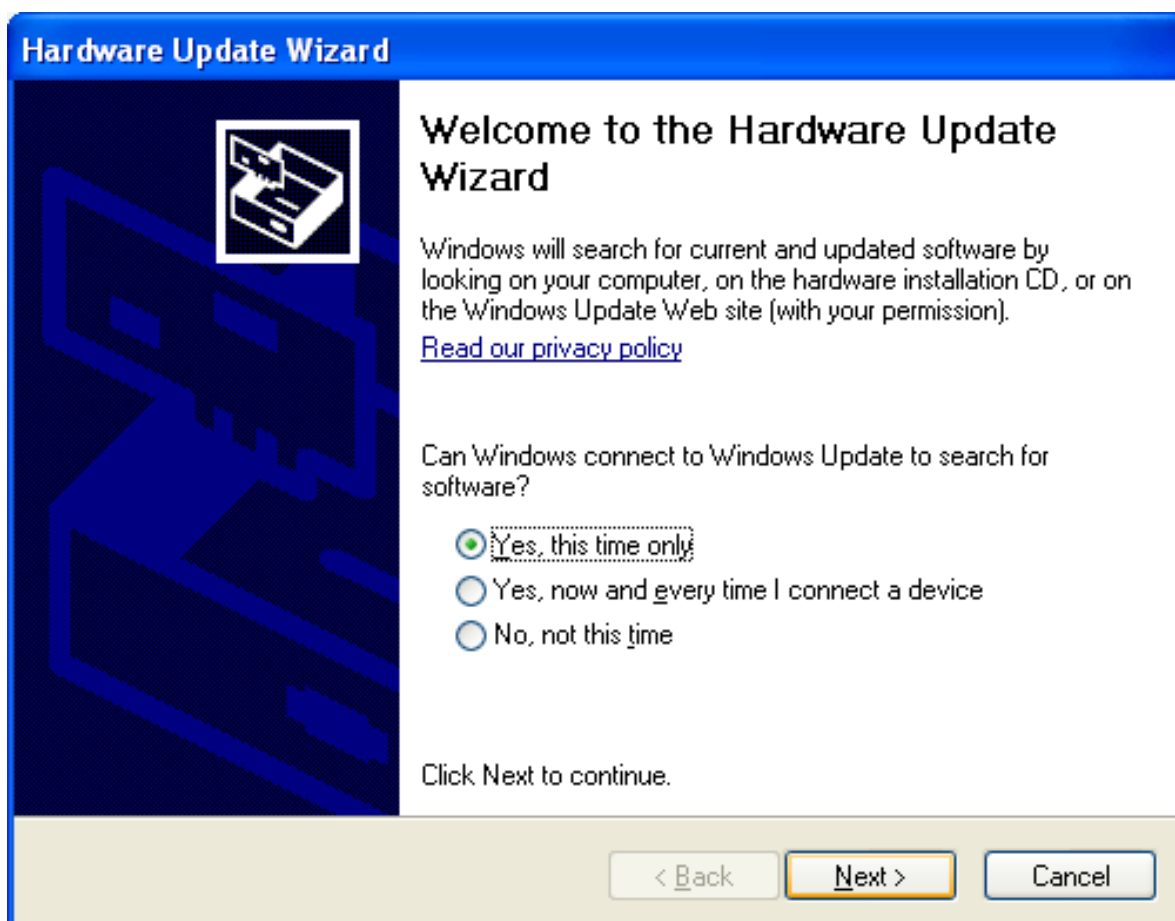 Hardware Update Wizard
Welcome to the Hardware Update
Wizard
Windows will search for current and updated software by
looking on your computer, on the hardware installation CD, or on
the Windows Update Web site (with your permission).
Read our privacy policy
Can Windows connect to Windows Update to search for
software?
Yes, this time only
Yes, now and every time I connect a device
No, not this time
Click Next to continue.
< Back
Next >
Cancel